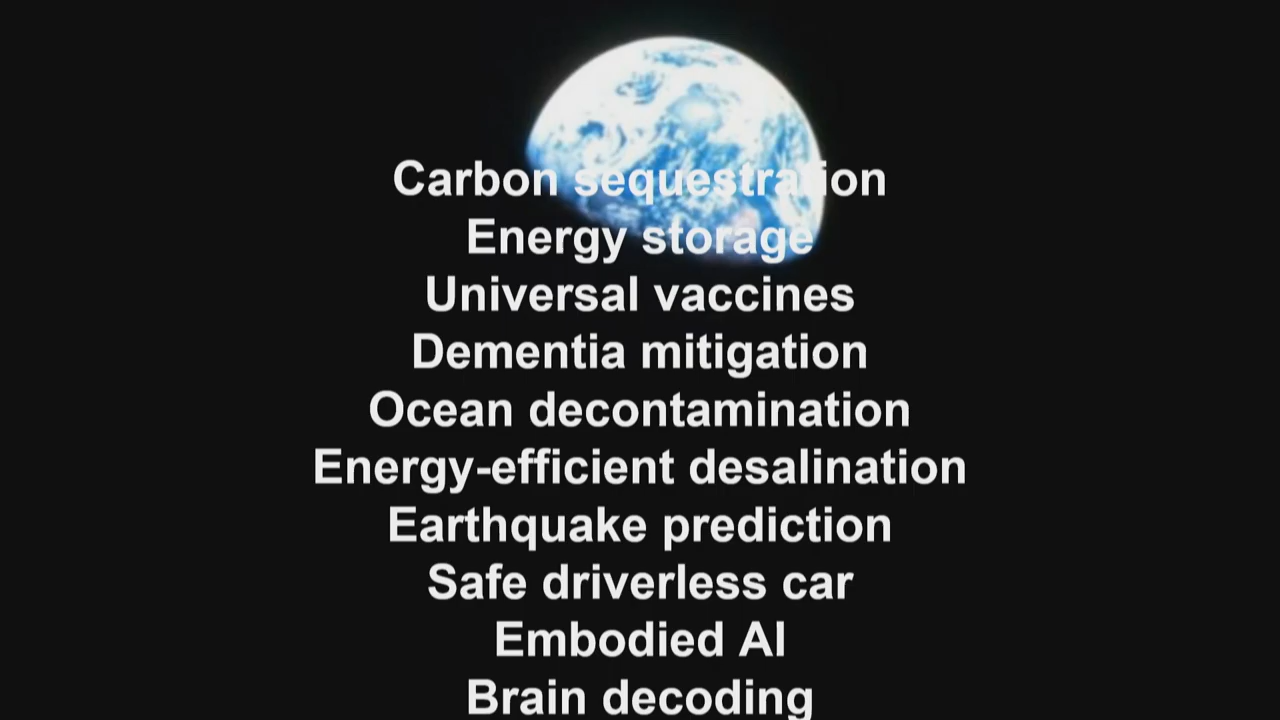 Carbon sequestration
Energy storage
Universal vaccines
Dementia mitigation
Ocean decontamination
Energy-efficient desalination
Earthquake prediction
Safe driverless car
Embodied AI
Brain decoding